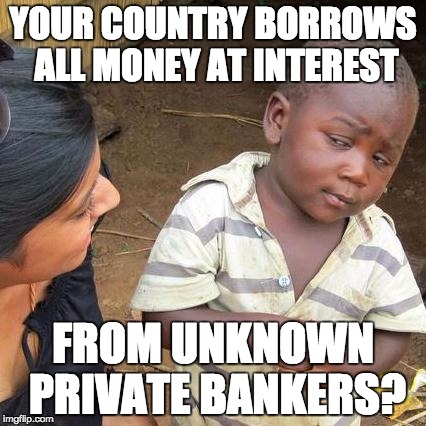 YOUR COUNTRY BORROWS
ALL MONEY AT INTEREST
FROM UNKNOWN
PRIVATE BANKERS?
imgflip.com